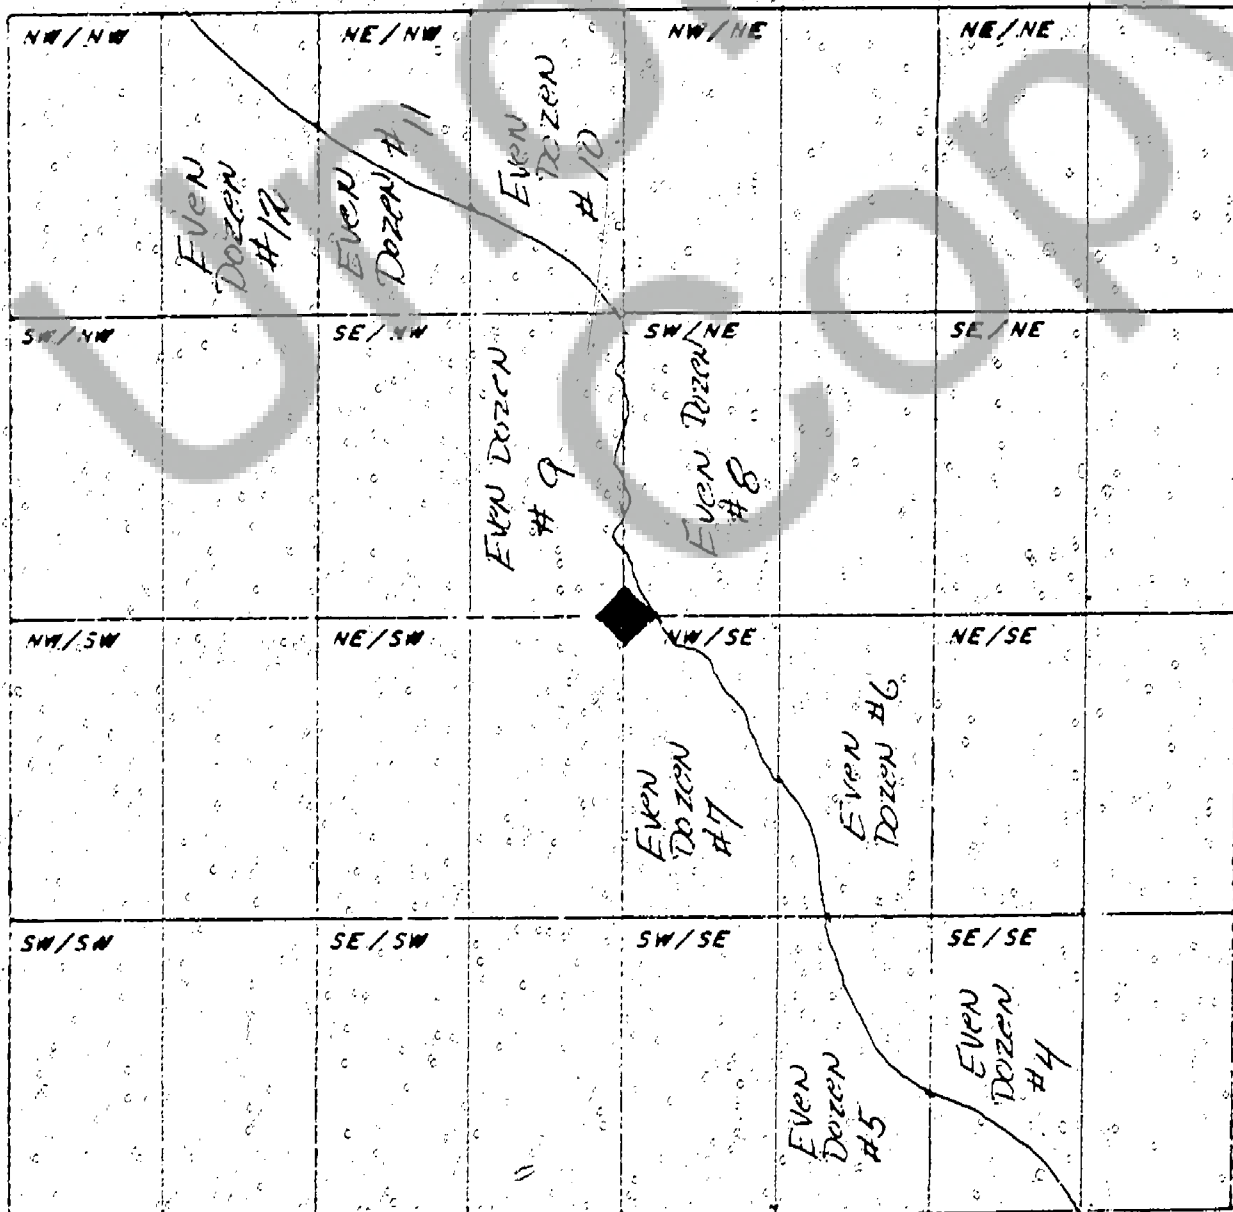 NW/NW
NE/NW
NW/NE
NE/NE
EVEN
DOZEN
#12
EVEN
DOZEN #11
EVEN
DOZEN
#10
SW/NW
SE/NW
SW/NE
SE/NE
EVEN DOZEN
#9
EVEN DOZEN
#8
NW/SW
NE/SW
NW/SE
NE/SE
EVEN
DOZEN
#7
EVEN
DOZEN #6
SW/SW
SE/SW
SW/SE
SE/SE
EVEN
DOZEN
#5
EVEN
DOZEN
#4